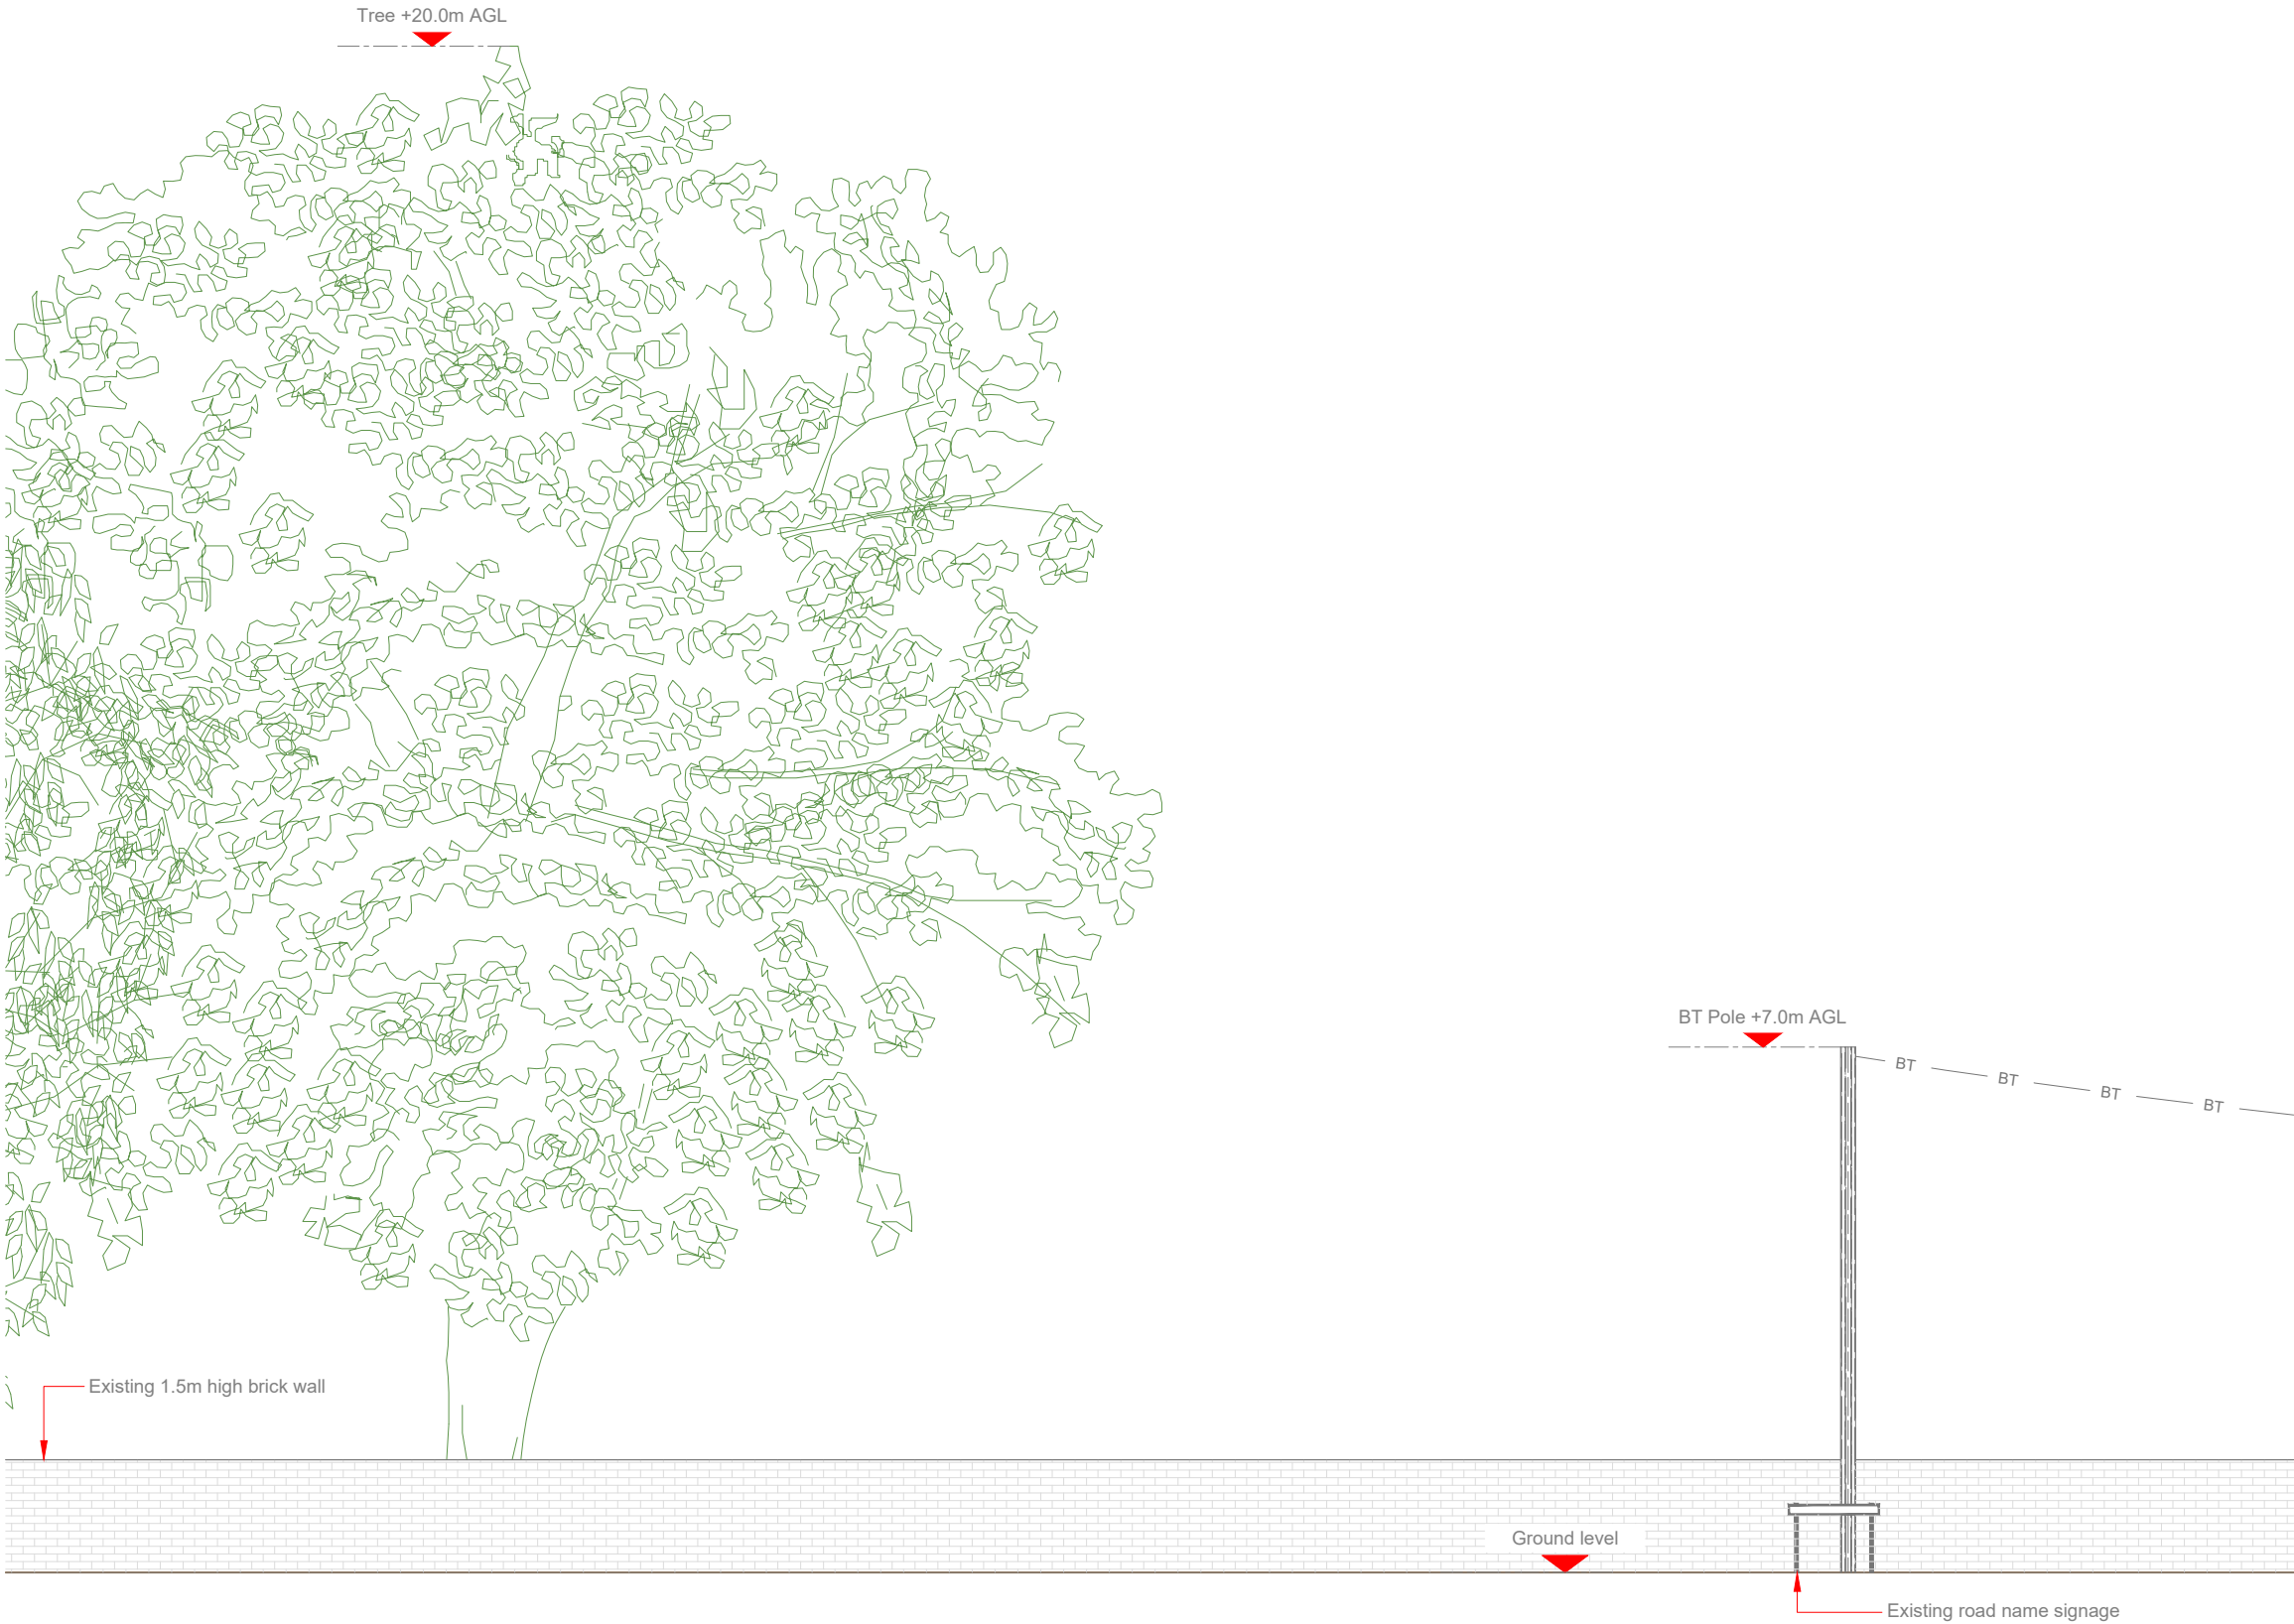 Tree +20.0m AGL
BT Pole +7.0m AGL
BT BT BT BT
Existing 1.5m high brick wall
Ground level
Existing road name signage